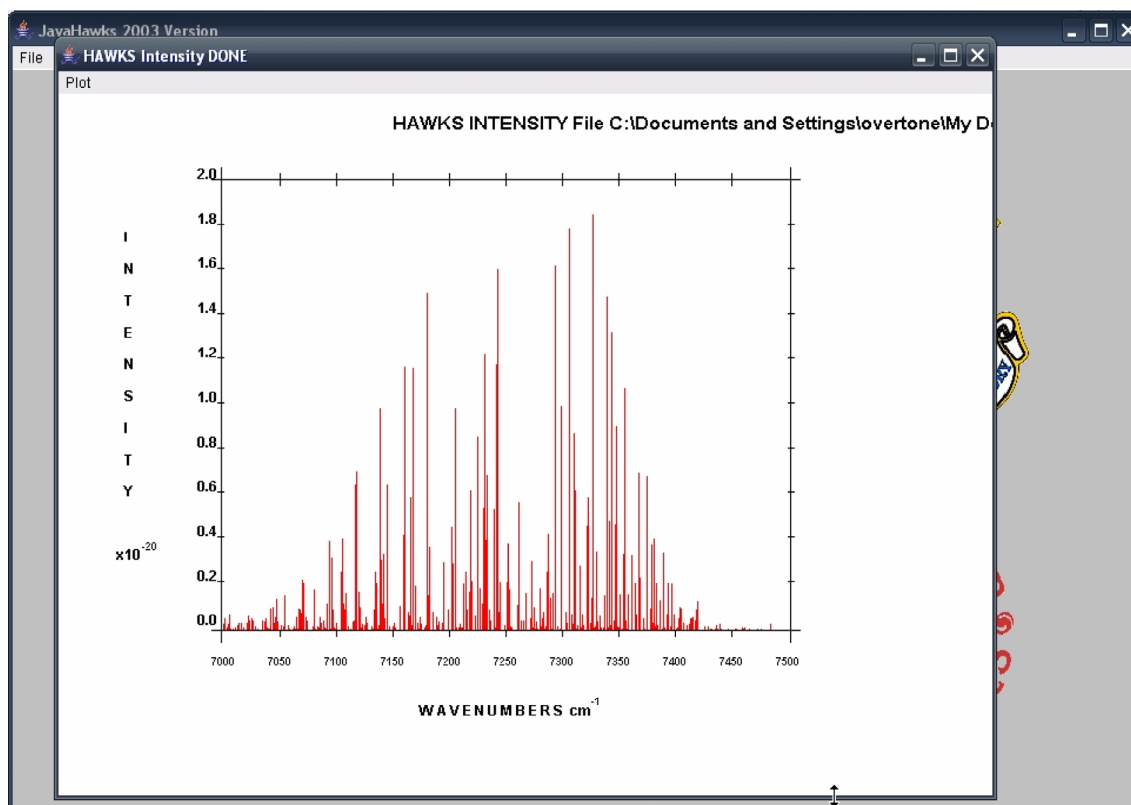 JavaHawks 2003 Version
File
HAWKS Intensity DONE
Plot
HAWKS INTENSITY File C:\Documents and Settings\overtone\My D
2.0
1.8
1.6
1.4
1.2
1.0
0.8
0.6
0.4
0.2
0.0
INTENSITY
x10⁻²⁰
7000 7050 7100 7150 7200 7250 7300 7350 7400 7450 7500
WAVENUMBERS cm⁻¹